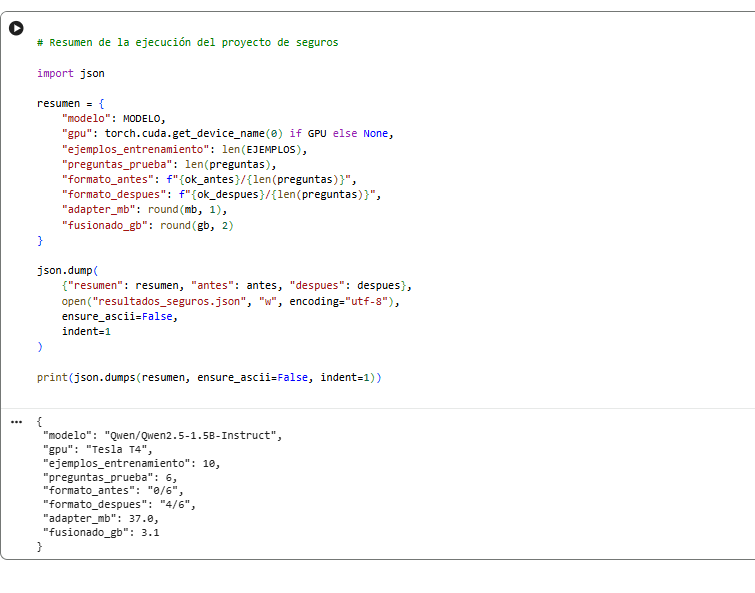 # Resumen de la ejecución del proyecto de seguros
import json
resumen = {
"modelo": MODELO,
"gpu": torch.cuda.get_device_name(0) if GPU else None,
"ejemplos_entrenamiento": len(EJEMPLOS),
"preguntas_prueba": len(preguntas),
"formato_antes": f"{ok_antes}/{len(preguntas)}",
"formato_despues": f"{ok_despues}/{len(preguntas)}",
"adapter_mb": round(mb, 1),
"fusionado_gb": round(gb, 2)
}
json.dump(
{"resumen": resumen, "antes": antes, "despues": despues},
open("resultados_seguros.json", "w", encoding="utf-8"),
ensure_ascii=False,
indent=1
)
print(json.dumps(resumen, ensure_ascii=False, indent=1))
{
"modelo": "Qwen/Qwen2.5-1.5B-Instruct",
"gpu": "Tesla T4",
"ejemplos_entrenamiento": 10,
"preguntas_prueba": 6,
"formato_antes": "0/6",
"formato_despues": "4/6",
"adapter_mb": 37.0,
"fusionado_gb": 3.1
}